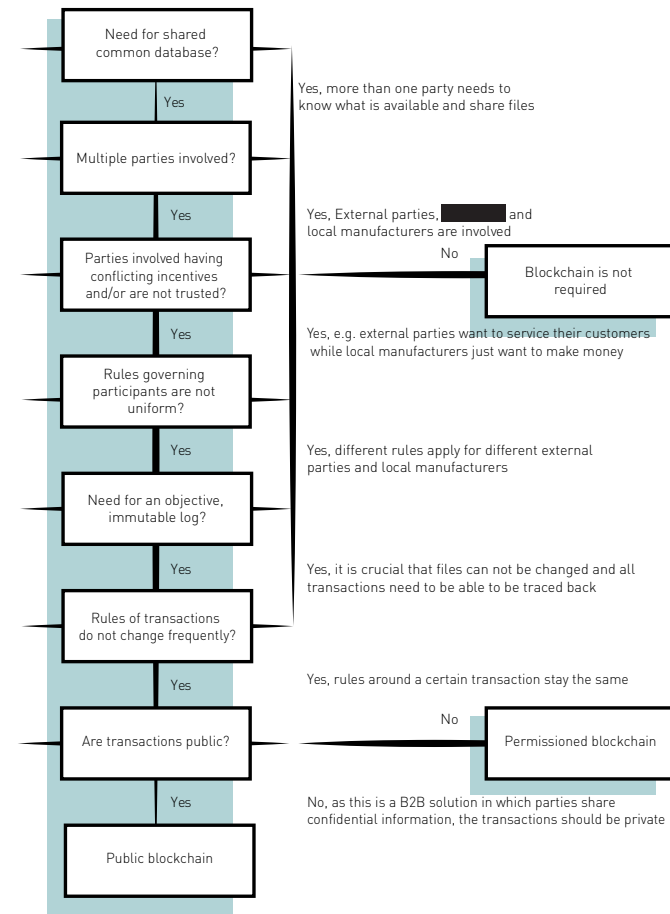 Need for shared
common database?
Yes, more than one party needs to
know what is available and share files
Yes
Multiple parties involved?
Yes
Yes, External parties, and
local manufacturers are involved
No
Parties involved having
conflicting incentives
and/or are not trusted?
Blockchain is not
required
Yes
Yes, e.g. external parties want to service their customers
while local manufacturers just want to make money
Rules governing
participants are not
uniform?
Yes
Yes, different rules apply for different external
parties and local manufacturers
Need for an objective,
immutable log?
Yes
Yes, it is crucial that files can not be changed and all
transactions need to be able to be traced back
Rules of transactions
do not change frequently?
Yes
Yes, rules around a certain transaction stay the same
No
Are transactions public?
Permissioned blockchain
Yes
No, as this is a B2B solution in which parties share
confidential information, the transactions should be private
Public blockchain